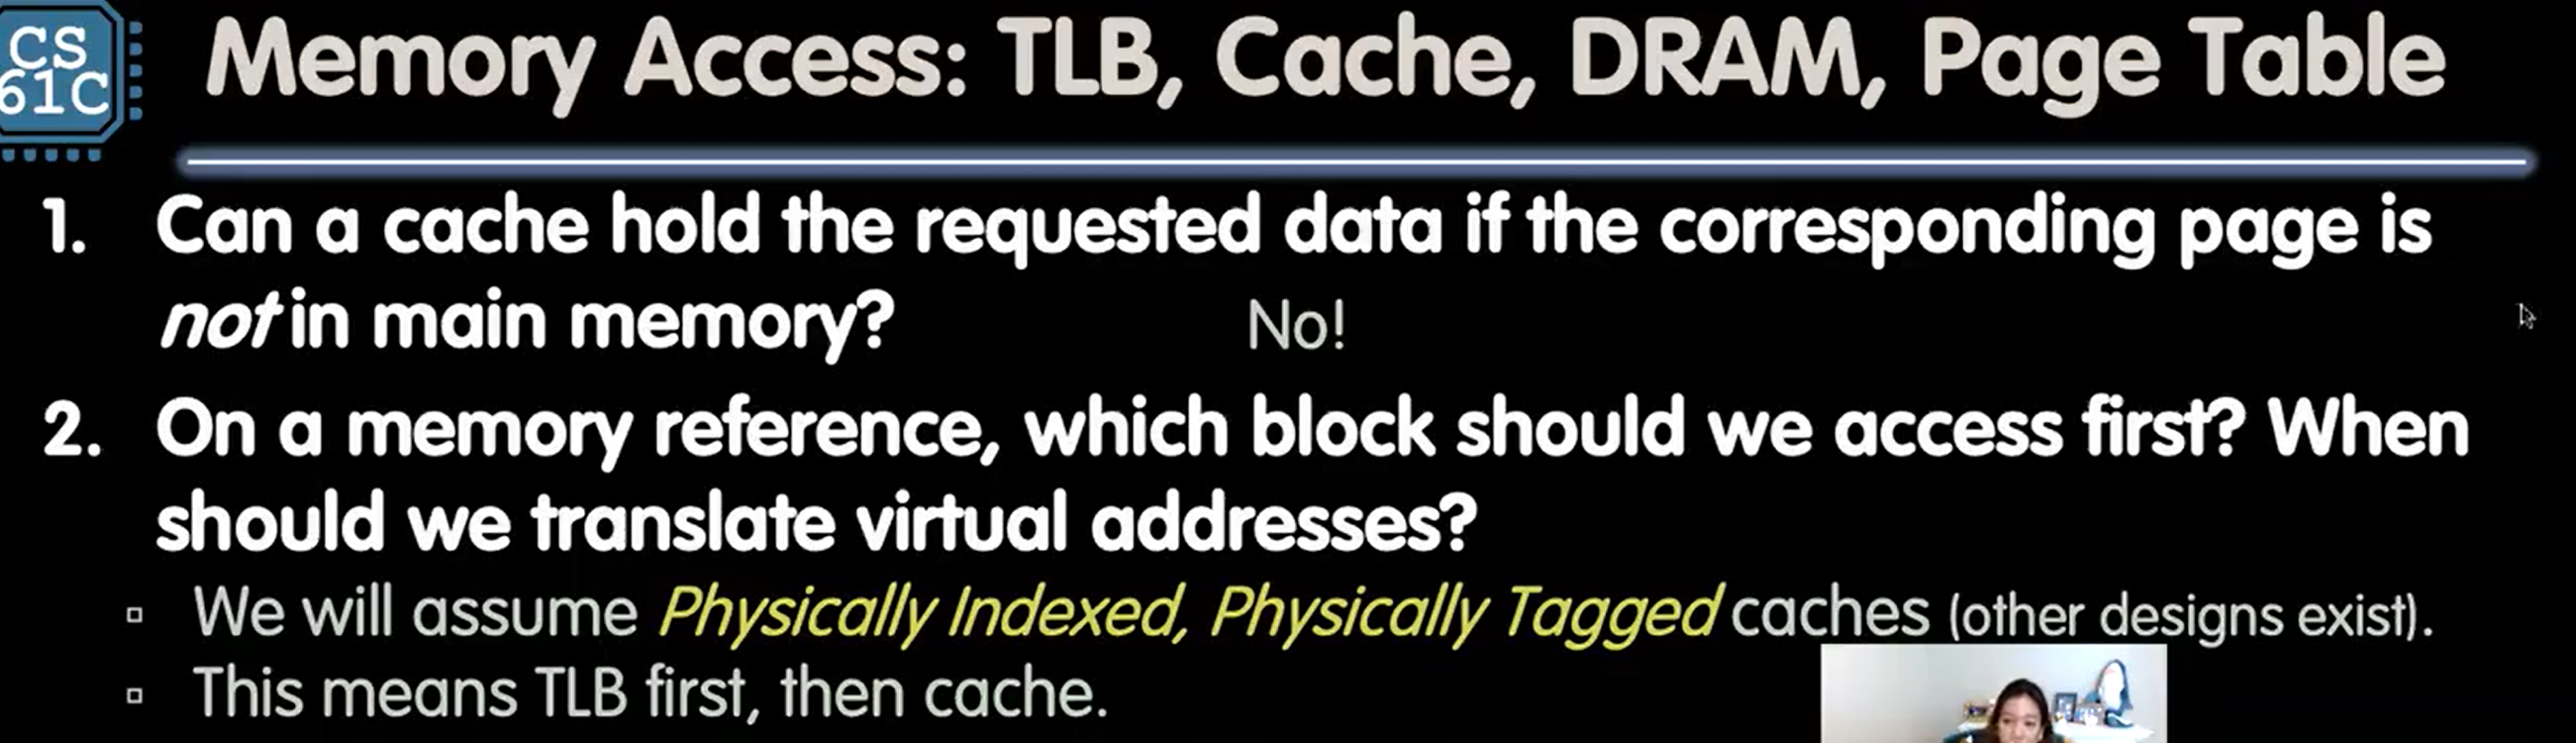 CS
61C
Memory Access: TLB, Cache, DRAM, Page Table
1. Can a cache hold the requested data if the corresponding page is
not in main memory? No!
2. On a memory reference, which block should we access first? When
should we translate virtual addresses?
▫ We will assume Physically Indexed, Physically Tagged caches (other designs exist).
▫ This means TLB first, then cache.